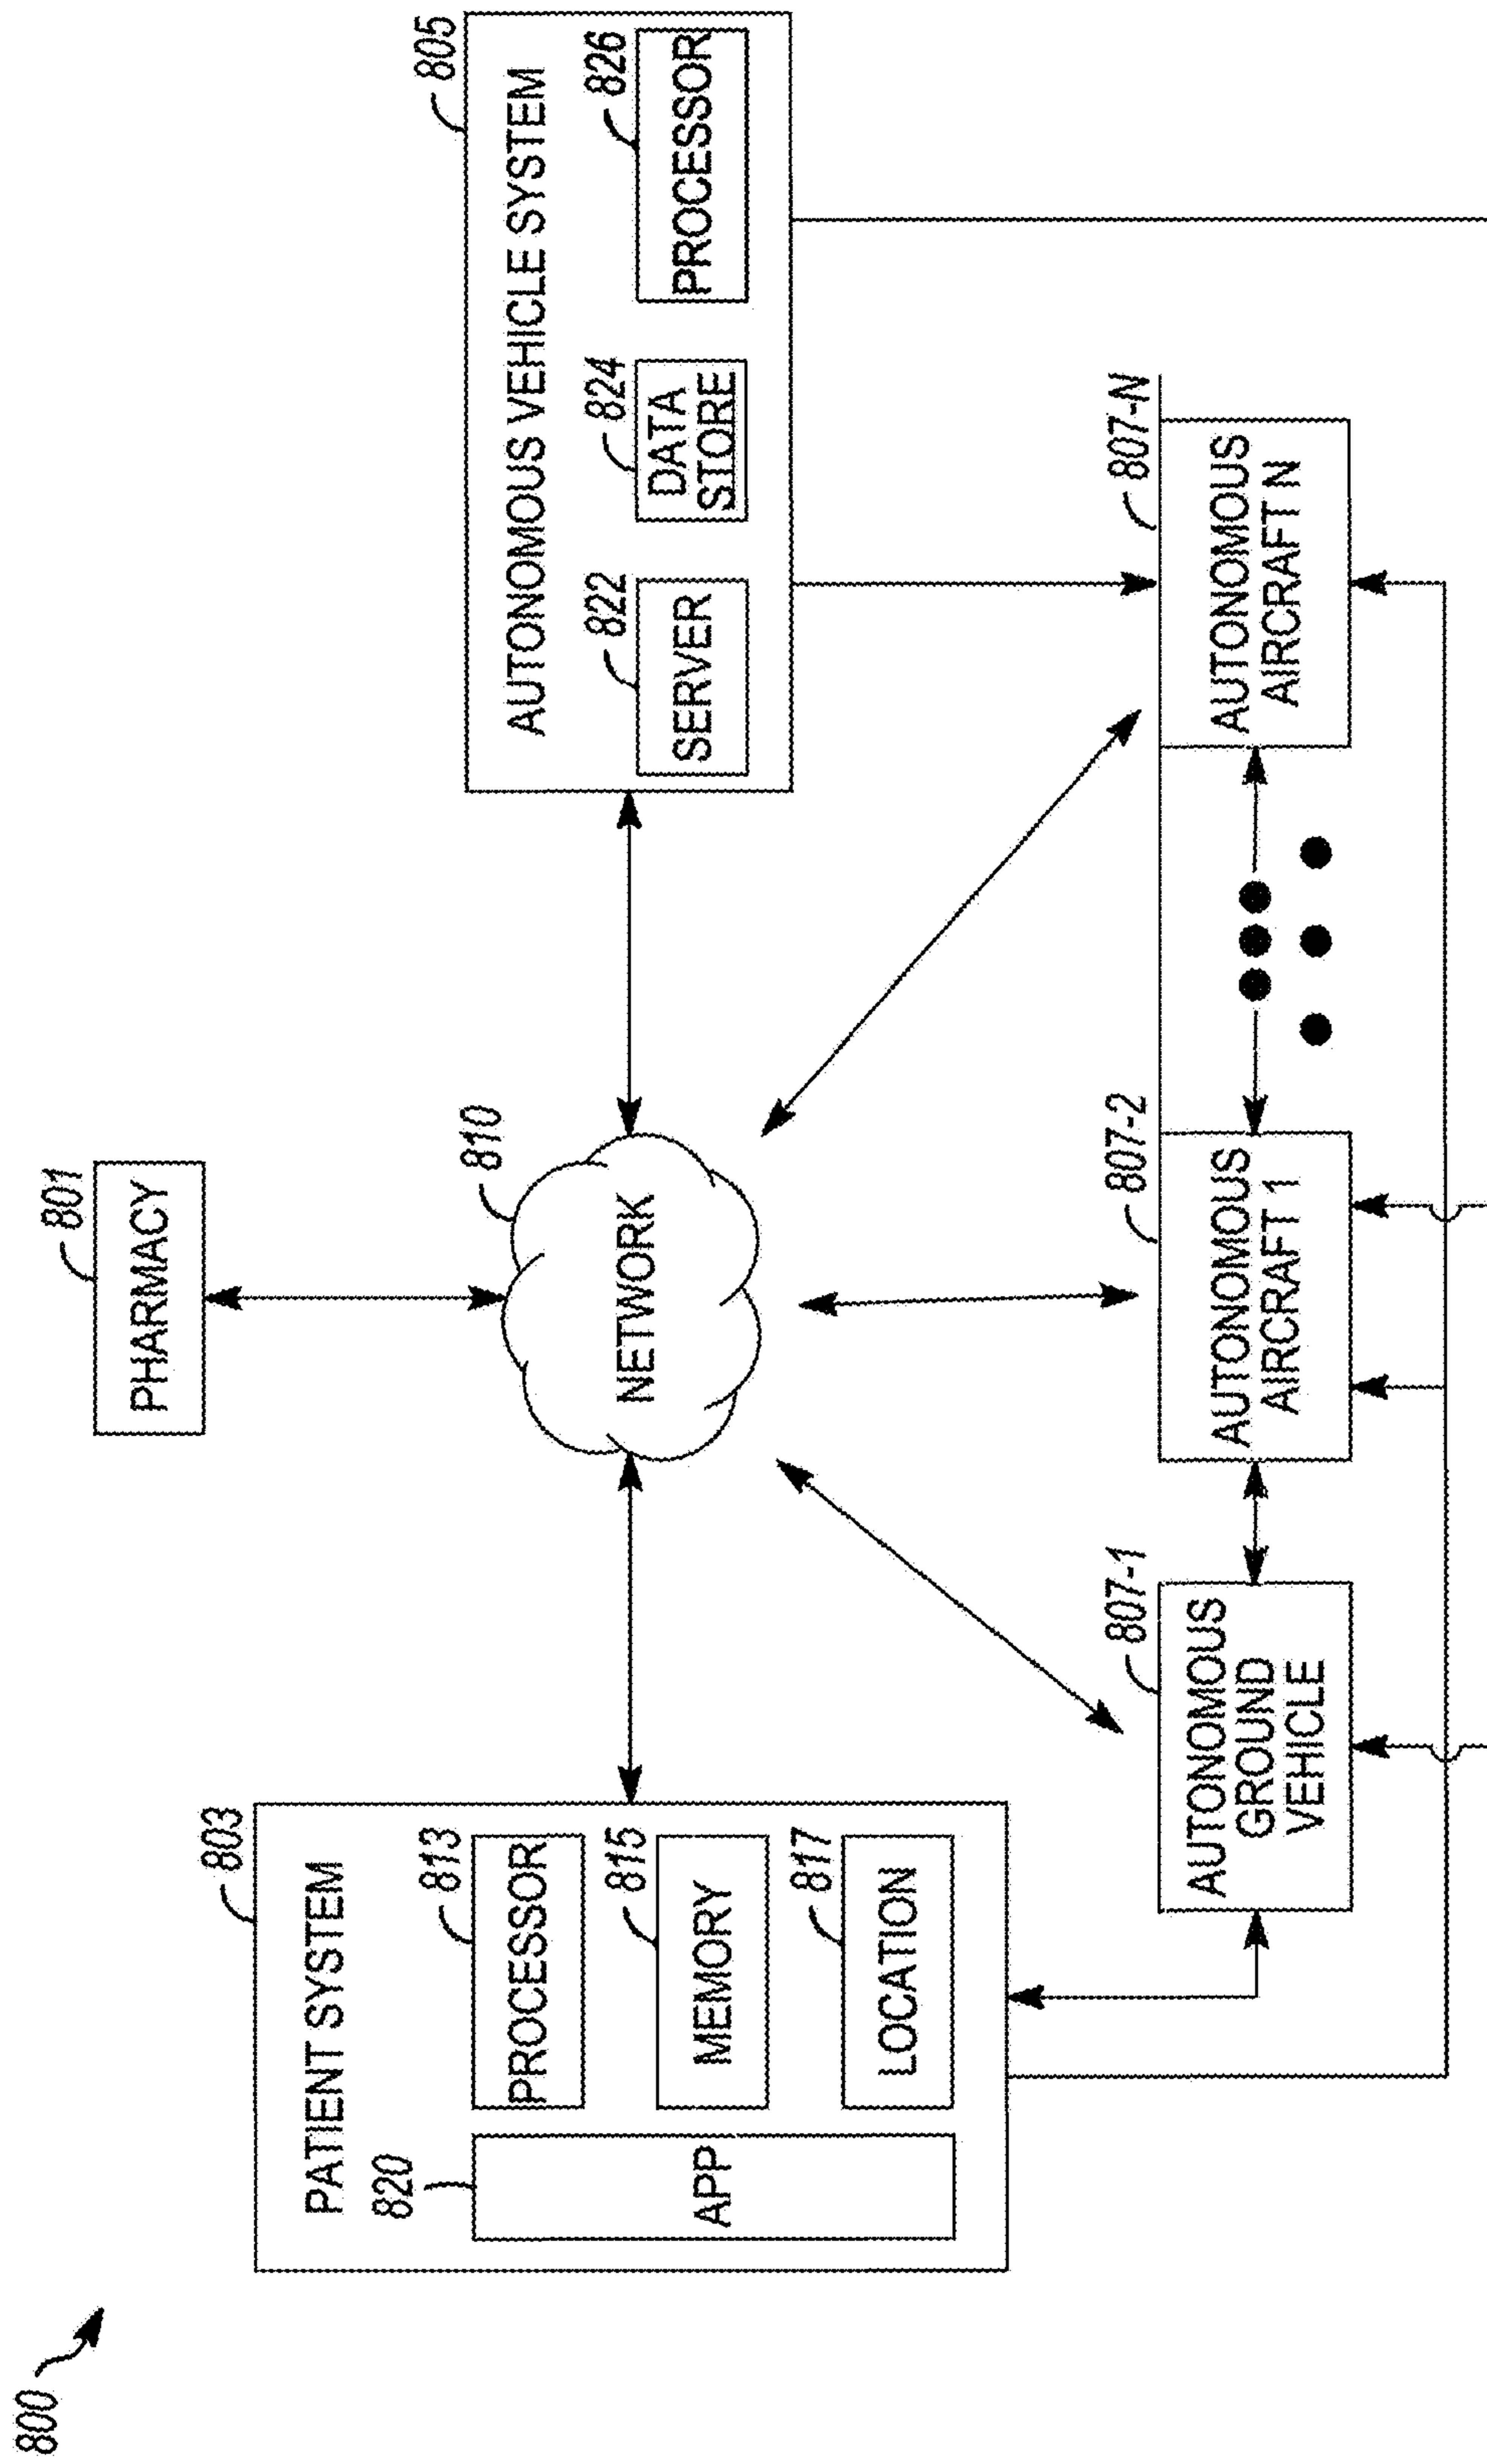 800
801
PHARMACY
803
PATIENT SYSTEM
820
APP
813
PROCESSOR
815
MEMORY
817
LOCATION
810
NETWORK
805
AUTONOMOUS VEHICLE SYSTEM
822
SERVER
824
DATA
STORE
826
PROCESSOR
807-1
AUTONOMOUS
GROUND
VEHICLE
807-2
AUTONOMOUS
AIRCRAFT 1
807-N
AUTONOMOUS
AIRCRAFT N